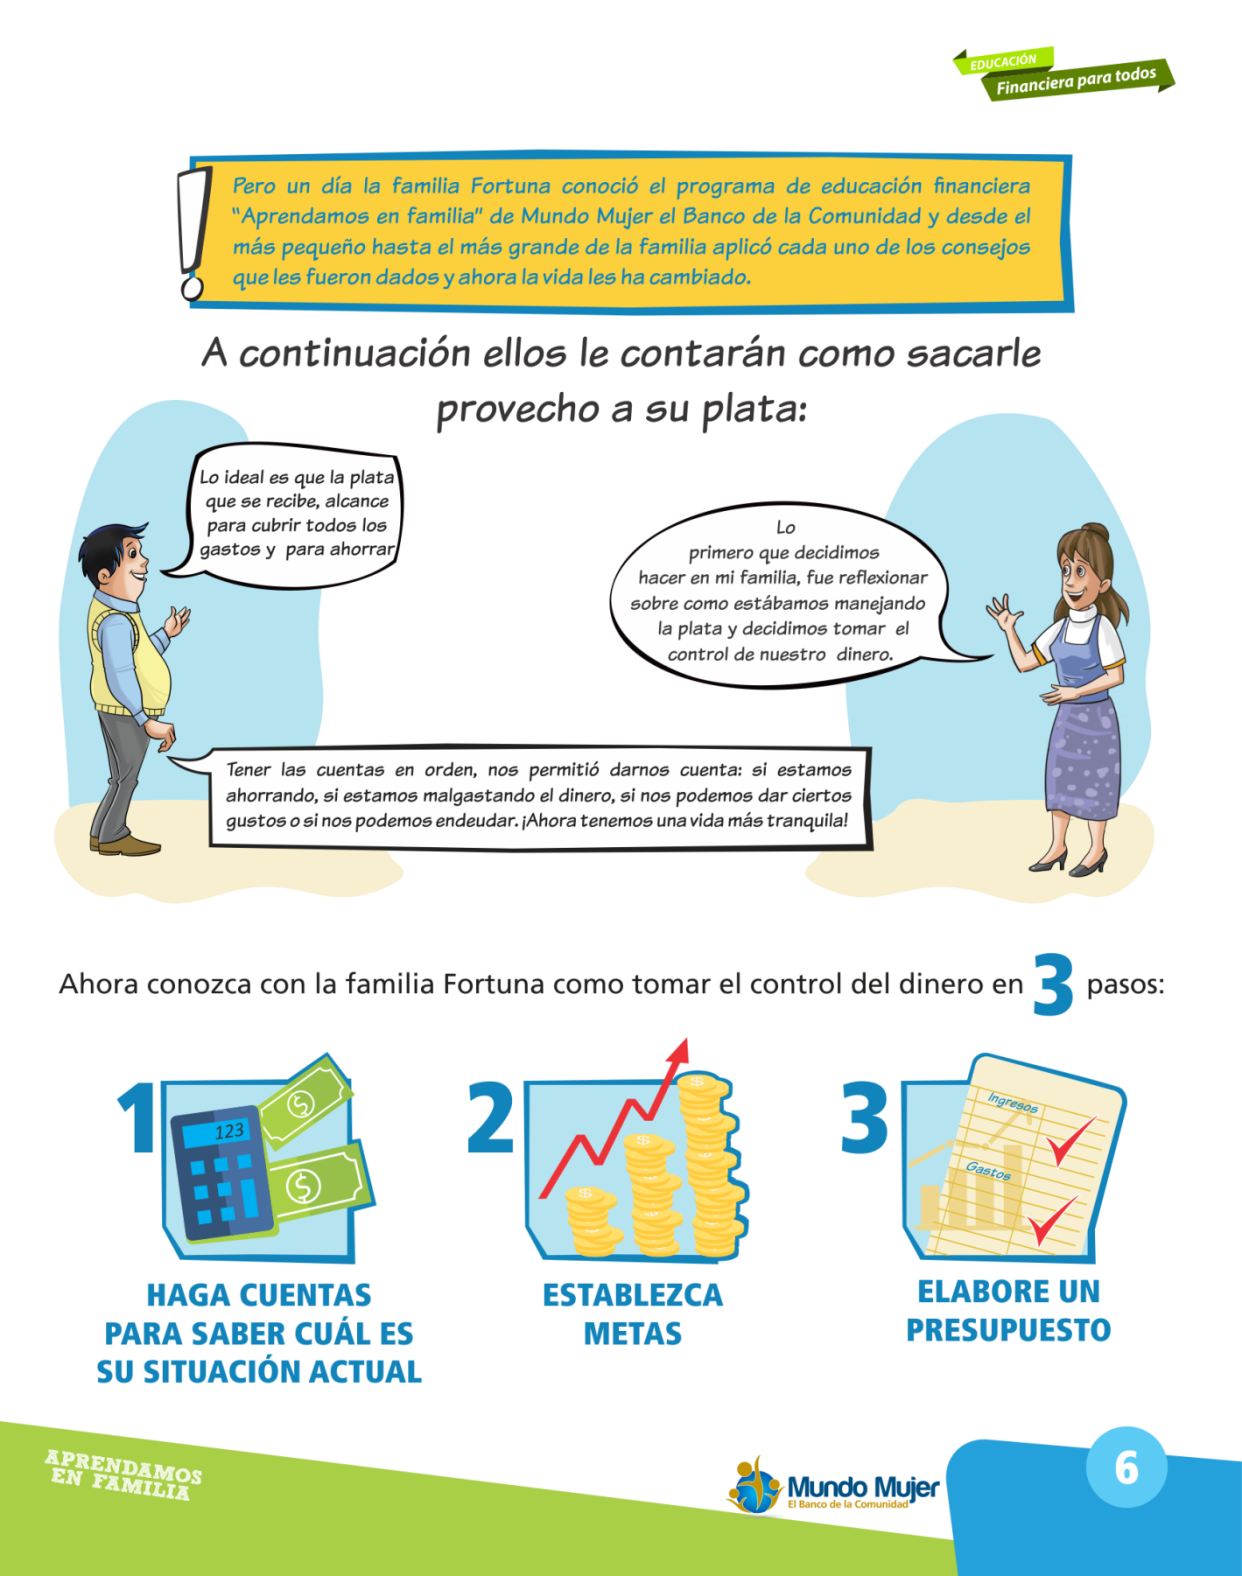 EDUCACIÓN
Financiera para todos
Pero un día la familia Fortuna conoció el programa de educación financiera
"Aprendamos en familia" de Mundo Mujer el Banco de la Comunidad y desde el
más pequeño hasta el más grande de la familia aplicó cada uno de los consejos
que les fueron dados y ahora la vida les ha cambiado.
A continuación ellos le contarán como sacarle
provecho a su plata:
Lo ideal es que la plata
que se recibe, alcance
para cubrir todos los
gastos y para ahorrar
Lo
primero que decidimos
hacer en mi familia, fue reflexionar
sobre como estábamos manejando
la plata y decidimos tomar el
control de nuestro dinero.
Tener las cuentas en orden, nos permitió darnos cuenta: si estamos
ahorrando, si estamos malgastando el dinero, si nos podemos dar ciertos
gustos o si nos podemos endeudar. ¡Ahora tenemos una vida más tranquila!
Ahora conozca con la familia Fortuna como tomar el control del dinero en 3 pasos:
1
123
HAGA CUENTAS
PARA SABER CUÁL ES
SU SITUACIÓN ACTUAL
2
ESTABLEZCA
METAS
3
Ingresos
Gastos
ELABORE UN
PRESUPUESTO
APRENDAMOS
EN FAMILIA
Mundo Mujer
El Banco de la Comunidad
6